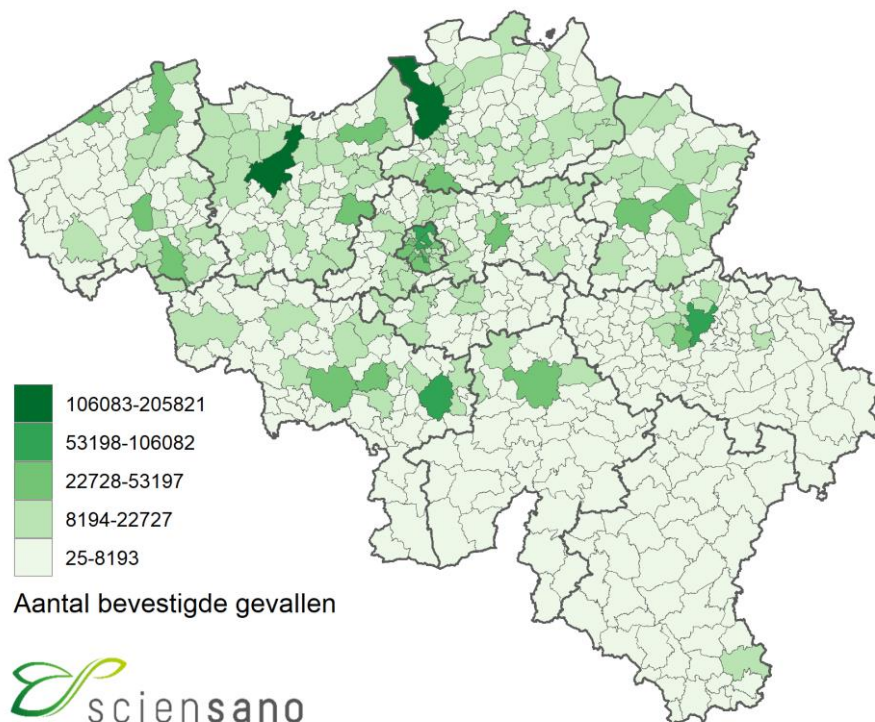 106083-205821
53198-106082
22728-53197
8194-22727
25-8193
Aantal bevestigde gevallen
sciensano